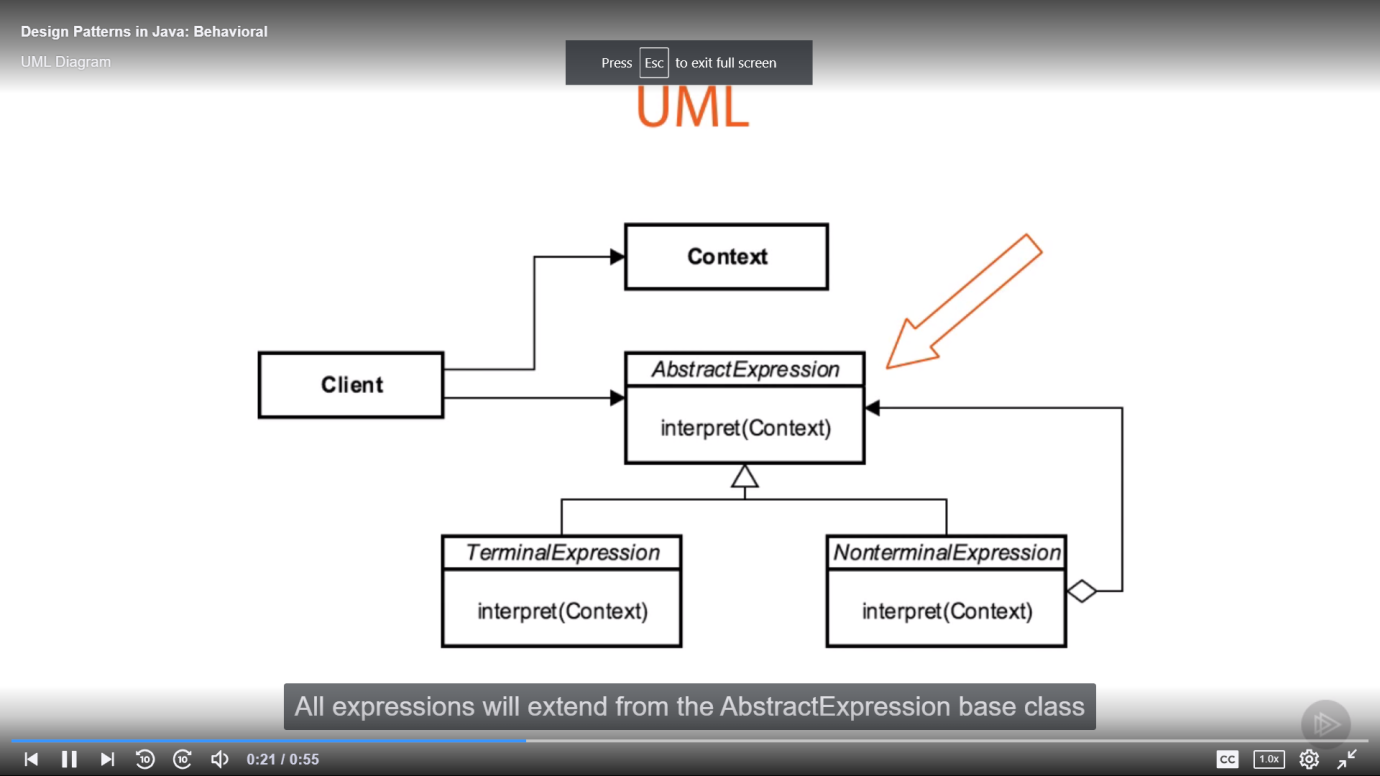 Design Patterns in Java: Behavioral
UML Diagram
Press Esc to exit full screen
UML
Context
Client
AbstractExpression
interpret(Context)
TerminalExpression
interpret(Context)
NonterminalExpression
interpret(Context)
All expressions will extend from the AbstractExpression base class
10
10
0:21 / 0:55
CC
1.0x